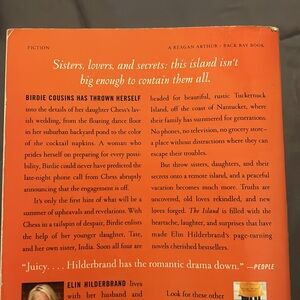 FICTION
A REAGAN ARTHUR / BACK BAY BOOK
Sisters, lovers, and secrets: this island isn't
big enough to contain them all.
BIRDIE COUSINS HAS THROWN HERSELF
into the details of her daughter Chess's lav-
ish wedding, from the floating dance floor
in her suburban backyard pond to the color
of the cocktail napkins. A woman who
prides herself on preparing for every possi-
bility, Birdie could never have predicted the
late-night phone call from Chess abruptly
announcing that the engagement is off.
It's only the first hint of what will be a
summer of upheavals and revelations. With
Chess in a tailspin of despair, Birdie enlists
the help of her younger daughter, Tate,
and her own sister, India. Soon all four are
headed for beautiful, rustic Tuckernuck
Island, off the coast of Nantucket, where
their family has summered for generations.
No phones, no television, no grocery store—
a place without distractions where they can
escape their troubles.
But throw sisters, daughters, and their
secrets onto a remote island, and a peaceful
vacation becomes much more. Truths are
uncovered, old loves rekindled, and new
loves forged. The Island is filled with the
heartache, laughter, and surprises that have
made Elin Hilderbrand's page-turning
novels cherished bestsellers.
"Juicy. . . . Hilderbrand has the romantic drama down." —PEOPLE
ELIN HILDERBRAND lives
with her husband and
Look for these other